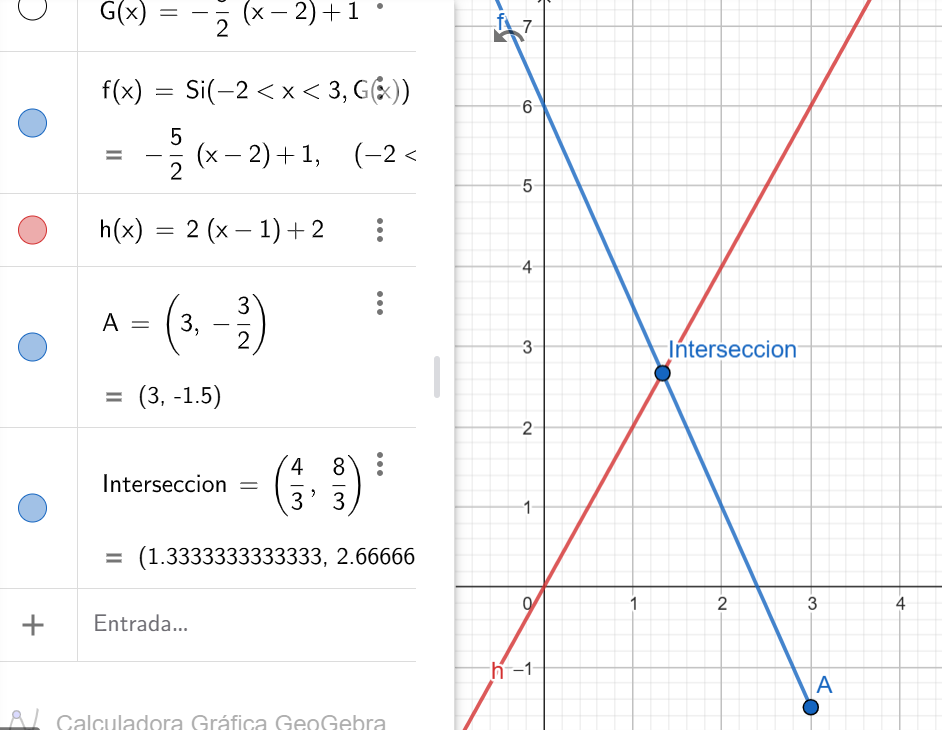 G(x) = − 5/2 (x − 2) + 1
f(x) = Si(−2 < x < 3, G(x))
= − 5/2 (x − 2) + 1, (−2 <
h(x) = 2 (x − 1) + 2
A = (3, − 3/2)
= (3, -1.5)
Interseccion = (4/3, 8/3)
= (1.3333333333333, 2.66666
+ Entrada...
Calculadora Gráfica GeoGebra
f
7
6
5
4
3
Interseccion
2
1
0 1 2 3 4
h
−1
A